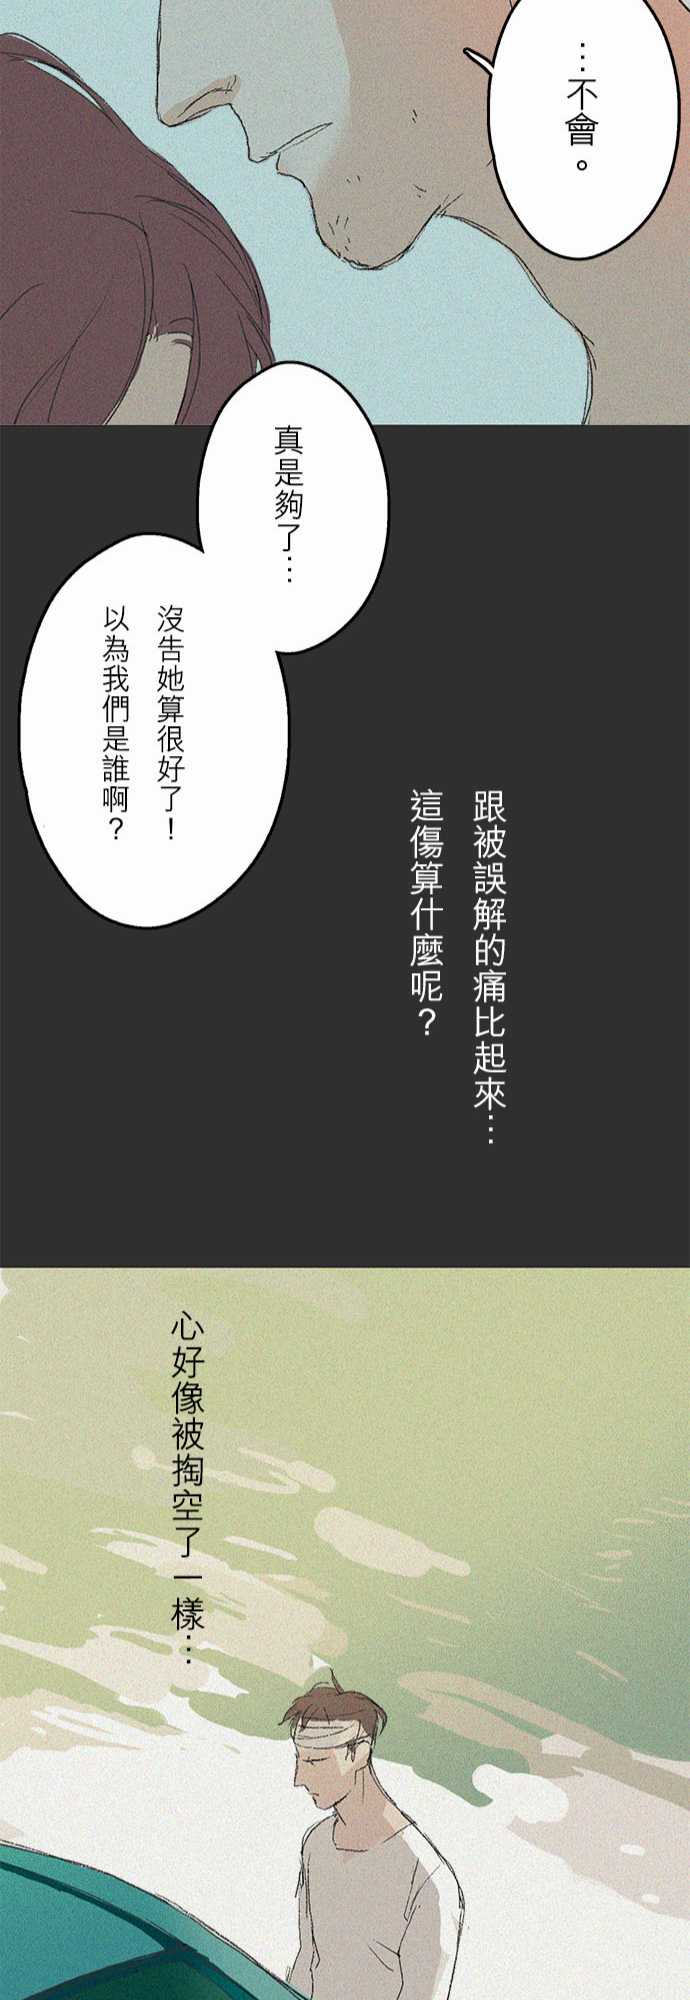 …不會。
真是夠了…
沒告她算很好了！
以為我們是誰啊？
跟被誤解的痛比起來…
這傷算什麼呢？
心好像被掏空了一樣…